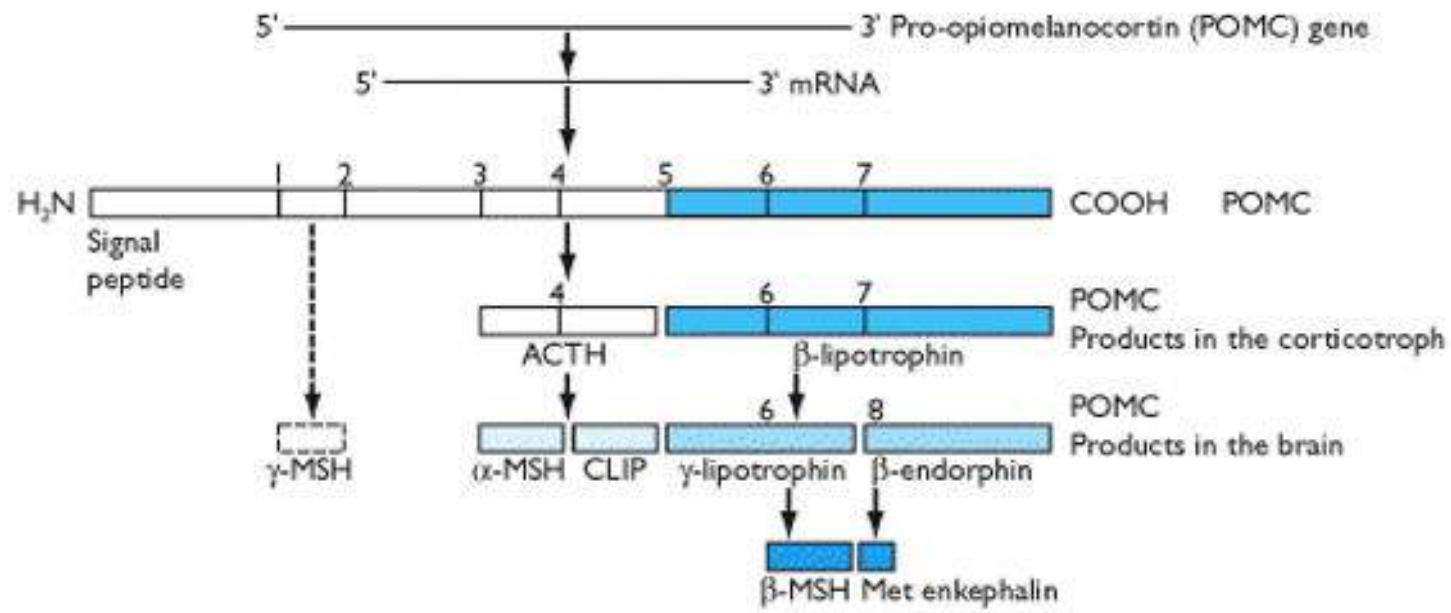 5' 3' Pro-opiomelanocortin (POMC) gene
5' 3' mRNA
1 2 3 4 5 6 7
H₂N COOH POMC
Signal
peptide
4 6 7
POMC
Products in the corticotroph
ACTH β-lipotrophin
6 8
POMC
Products in the brain
γ-MSH α-MSH CLIP γ-lipotrophin β-endorphin
β-MSH Met enkephalin